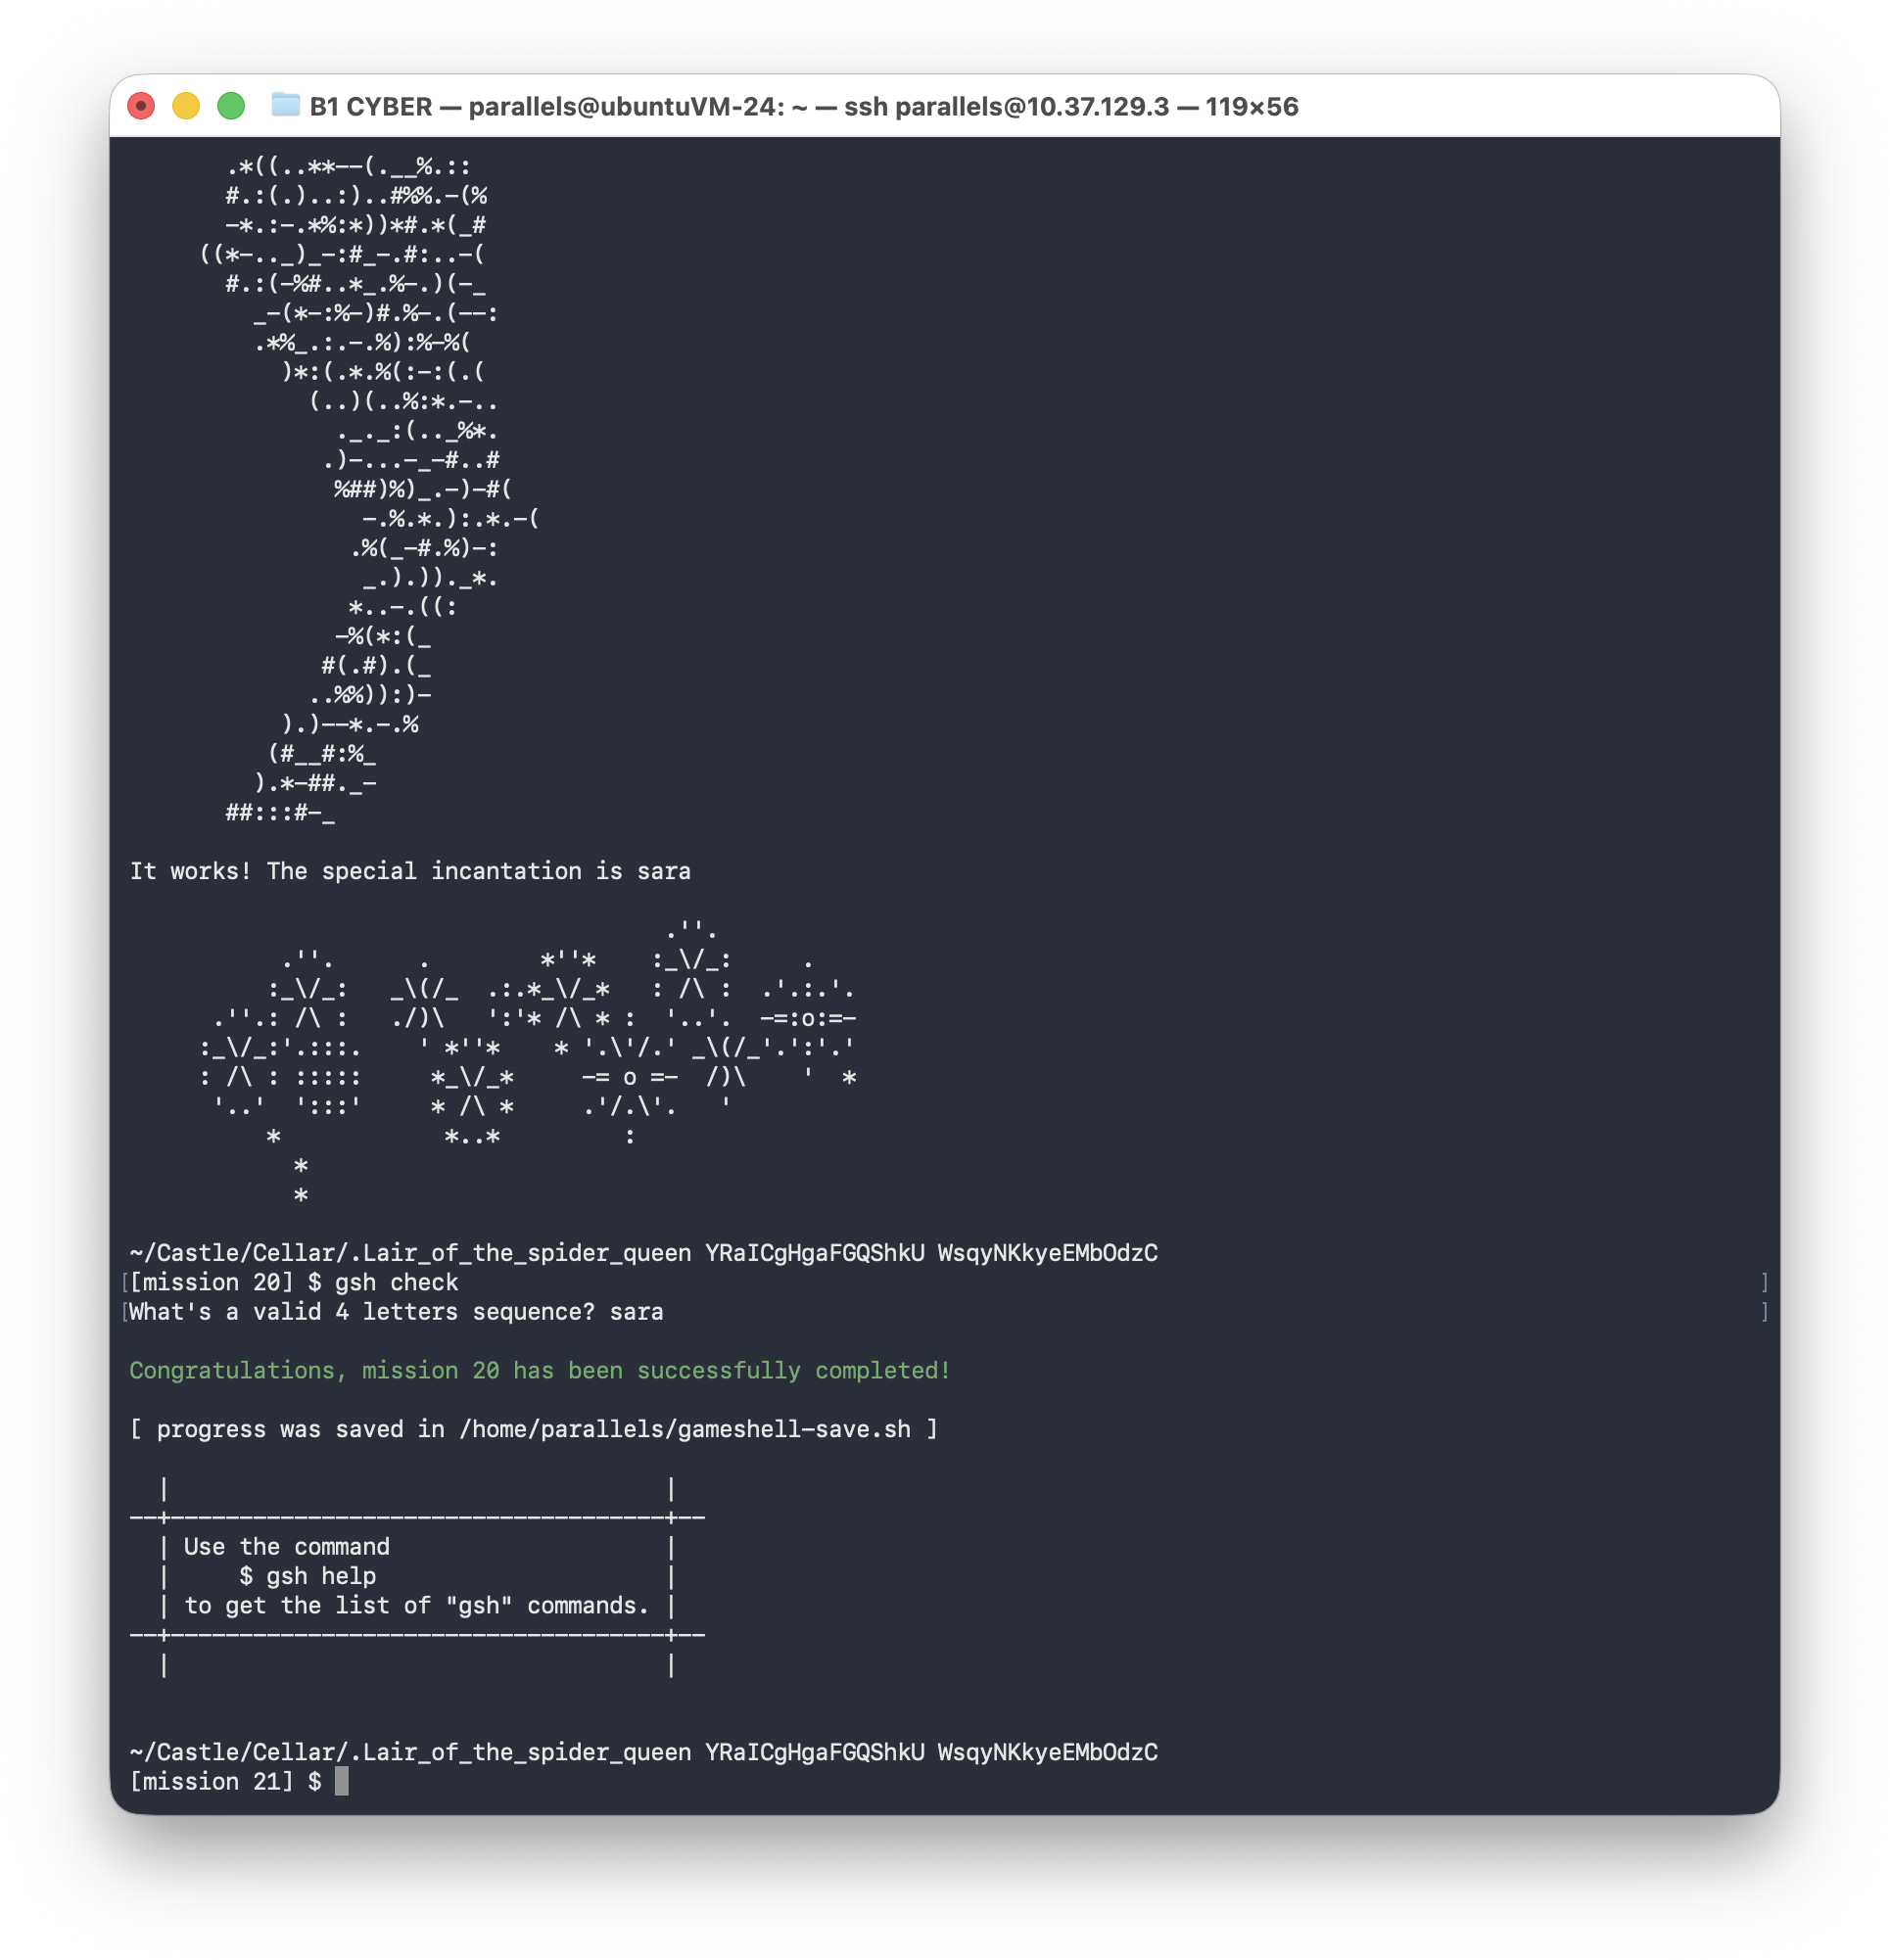 B1 CYBER — parallels@ubuntuVM-24: ~ — ssh parallels@10.37.129.3 — 119×56
.*((..**--(.__%.::
#.:(.)..:)..#%%.-(%
-*.:-.*%:*))*#.*(_#
((*-.._)_-:#_-.#:..-(
#.:(-%#..*_.%-.)(-_
_-(*-:%-)#.%-.(--:
.*%_.:.-.%):%-%(
)*:(.*.%(:-:(.(
(..)(..%:*.-..
._._:(.._%*.
.)-...-_-#..#
%##)%)_.-)-#(
-.%.*.):.*.-(
.%(_-#.%)-:
_.).))._*.
*..-.((:
-%(*:(_
#(.#).(_
..%%)):)-
).)--*.-.%
(#__#:%_
).*-##._-
##:::#-_
It works! The special incantation is sara
                                       .''.
           .''.      .        *''*    :_\/_:     .
          :_\/_:   _\(/_  .:.*_\/_*   : /\ :  .'.:.'.
      .''.: /\ :   ./)\   ':'* /\ * :  '..'.  -=:o:=-
     :_\/_:'.:::.    ' *''*    * '.\'/.' _\(/_'.':'.'
     : /\ : :::::     *_\/_*     -= o =-  /)\    '  *
      '..'  ':::'     * /\ *     .'/.\'.   '
          *            *..*         :
            *
            *
~/Castle/Cellar/.Lair_of_the_spider_queen YRaICgHgaFGQShkU WsqyNKkyeEMbOdzC
[[mission 20] $ gsh check ]
[What's a valid 4 letters sequence? sara ]
Congratulations, mission 20 has been successfully completed!
[ progress was saved in /home/parallels/gameshell-save.sh ]
  |                                    |
--+------------------------------------+--
  | Use the command                    |
  |     $ gsh help                     |
  | to get the list of "gsh" commands. |
--+------------------------------------+--
  |                                    |
~/Castle/Cellar/.Lair_of_the_spider_queen YRaICgHgaFGQShkU WsqyNKkyeEMbOdzC
[mission 21] $